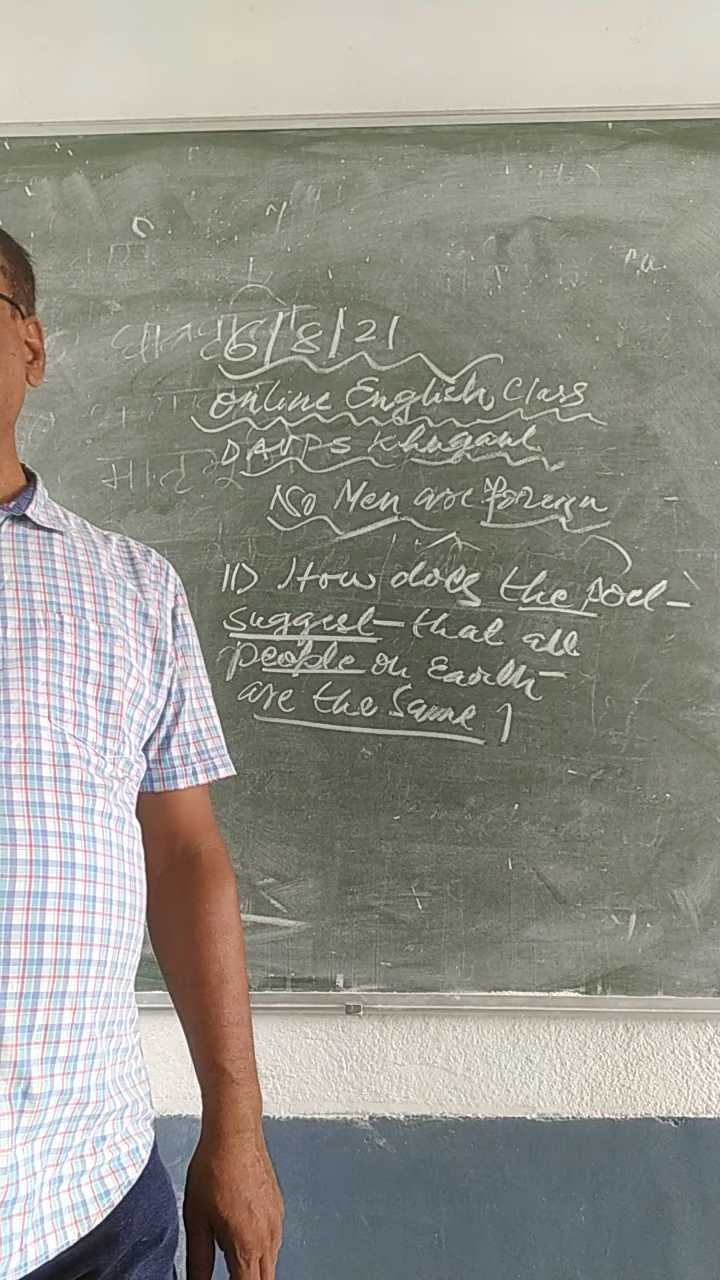 6/8/21
Online English Class
DAVPS Khagaul
No Men are Foreign
1) How does the Poet
suggest that all
people on Earth
are the Same ?